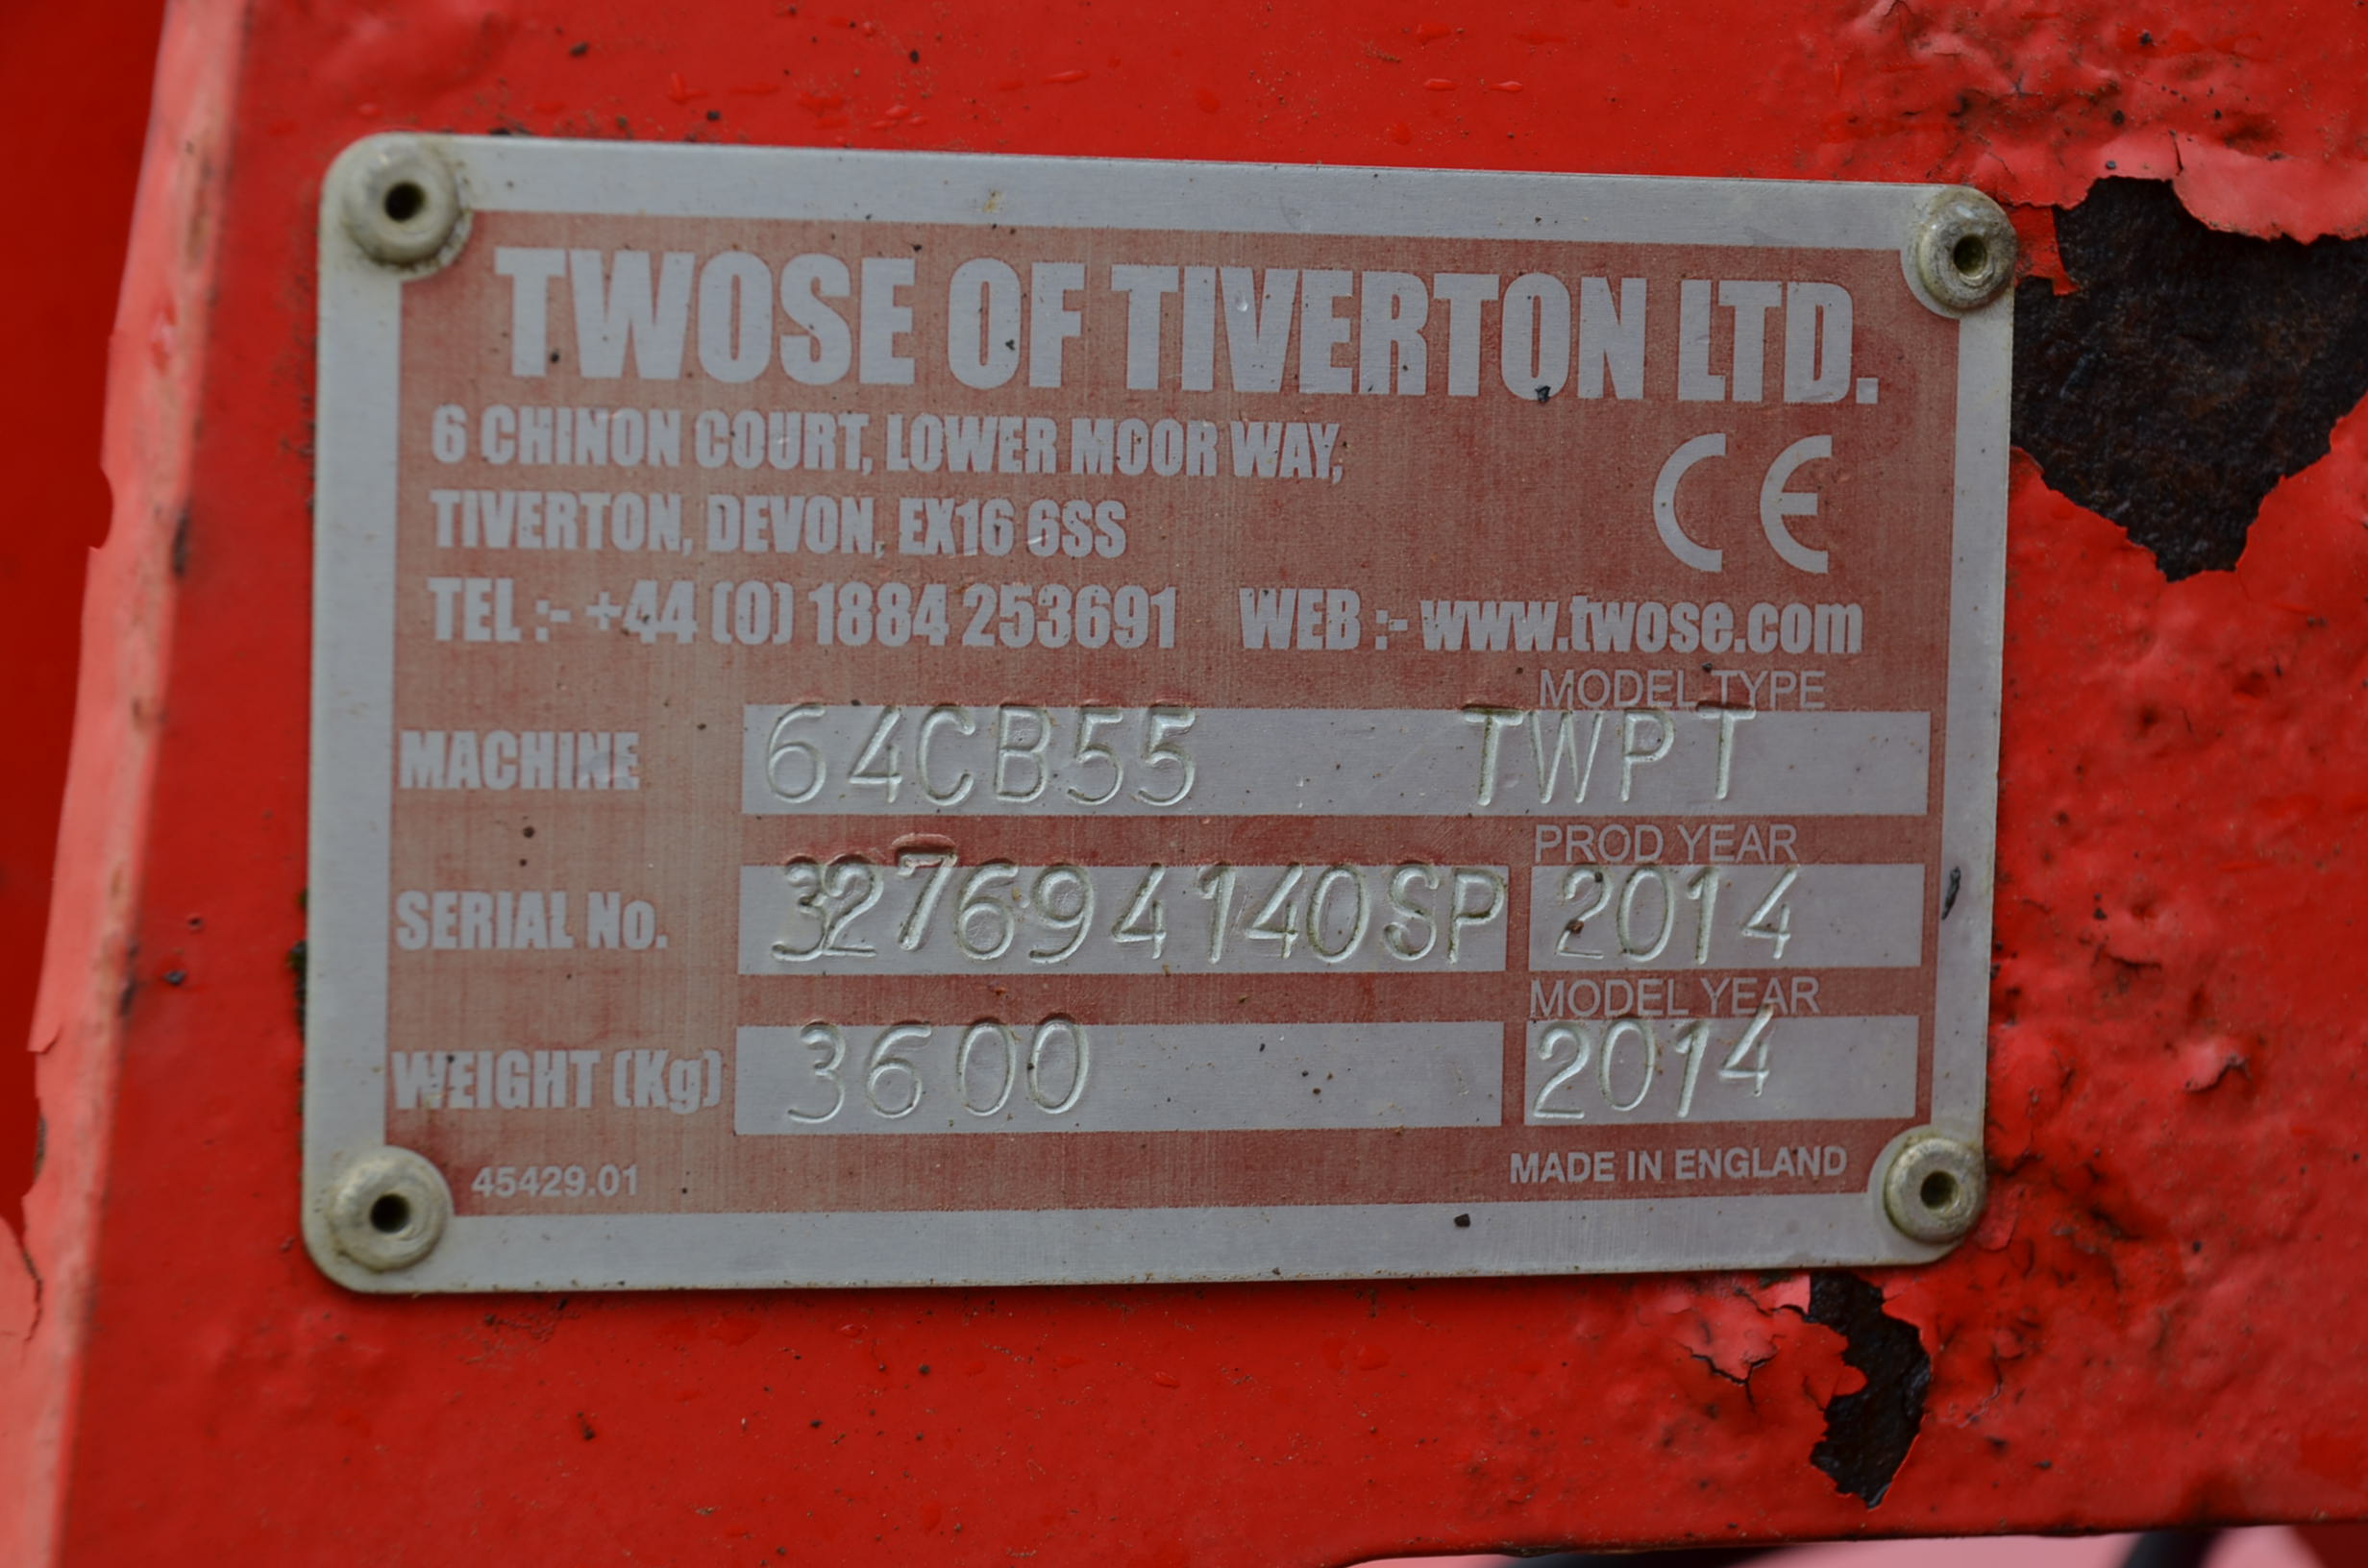 TWOSE OF TIVERTON LTD.
6 CHINON COURT, LOWER MOOR WAY,
TIVERTON, DEVON, EX16 6SS
CE
TEL :- +44 (0) 1884 253691 WEB :- www.twose.com
MODEL TYPE
MACHINE 64CB55 TWPT
PROD YEAR
SERIAL No. 327694140SP 2014
MODEL YEAR
WEIGHT (Kg) 3600 2014
45429.01 MADE IN ENGLAND